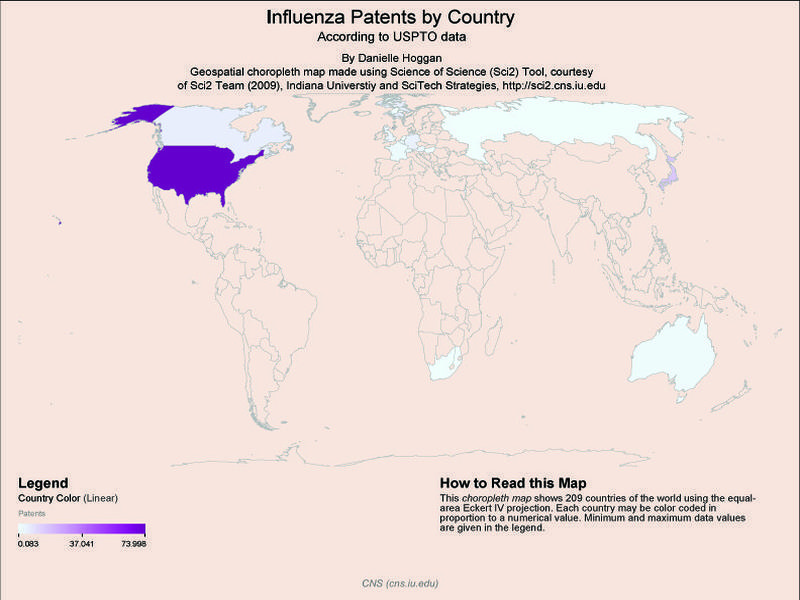 Influenza Patents by Country
According to USPTO data
By Danielle Hoggan
Geospatial choropleth map made using Science of Science (Sci2) Tool, courtesy
of Sci2 Team (2009), Indiana Universtiy and SciTech Strategies, http://sci2.cns.iu.edu
Legend
Country Color (Linear)
Patents
0.083 37.041 73.998
How to Read this Map
This choropleth map shows 209 countries of the world using the equal-
area Eckert IV projection. Each country may be color coded in
proportion to a numerical value. Minimum and maximum data values
are given in the legend.
CNS (cns.iu.edu)